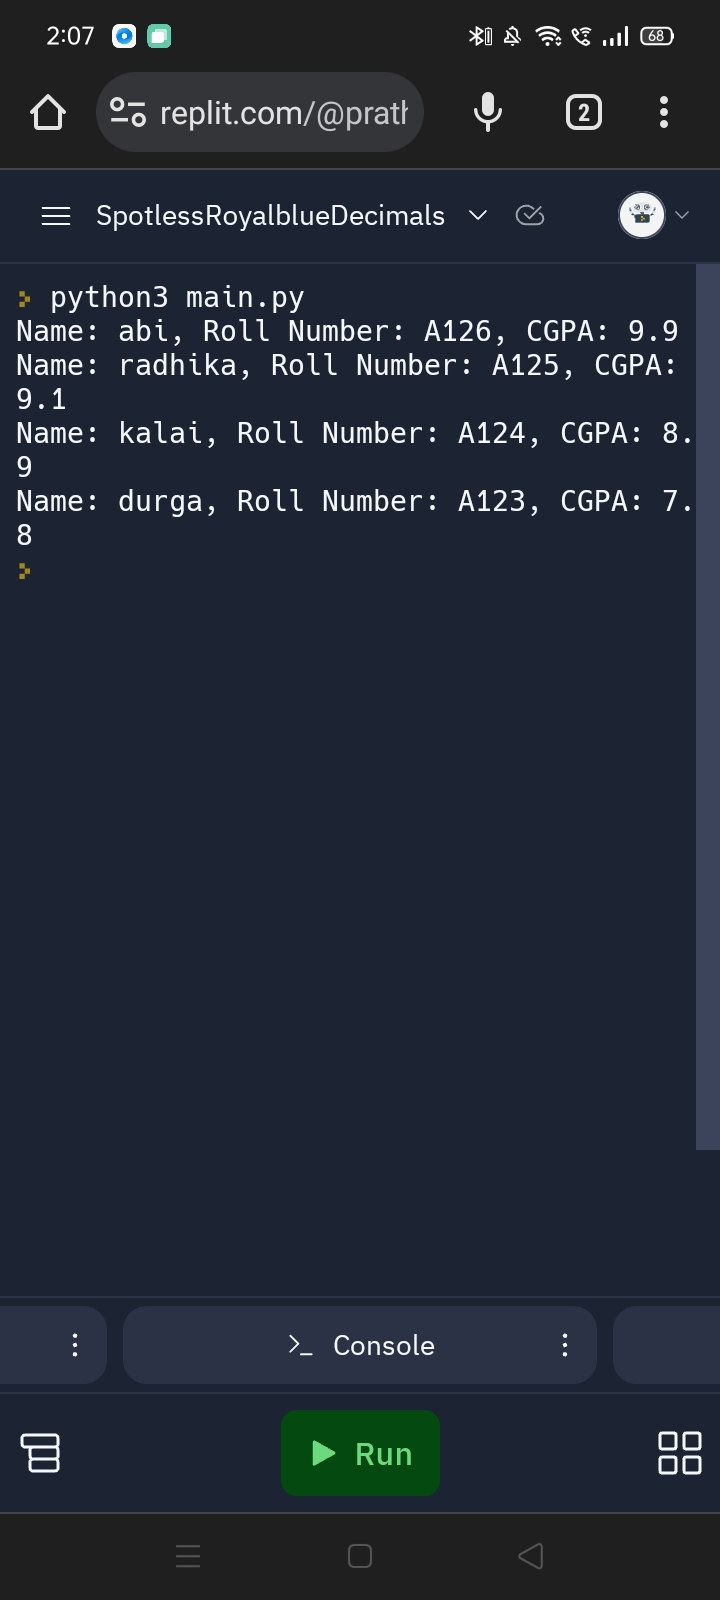 2:07
68
replit.com/@prath
2
SpotlessRoyalblueDecimals
python3 main.py
Name: abi, Roll Number: A126, CGPA: 9.9
Name: radhika, Roll Number: A125, CGPA:
9.1
Name: kalai, Roll Number: A124, CGPA: 8.
9
Name: durga, Roll Number: A123, CGPA: 7.
8
Console
Run